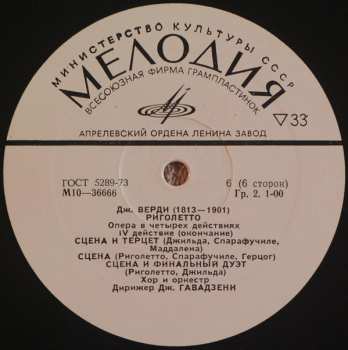 МИНИСТЕРСТВО КУЛЬТУРЫ СССР
МЕЛОДИЯ
ВСЕСОЮЗНАЯ ФИРМА ГРАМПЛАСТИНОК
АПРЕЛЕВСКИЙ ОРДЕНА ЛЕНИНА ЗАВОД
▽33
ГОСТ 5289-73
6 (6 сторон)
М10—36666
Гр. 2. 1-00
Дж. ВЕРДИ (1813—1901)
РИГОЛЕТТО
Опера в четырех действиях
IV действие (окончание)
СЦЕНА И ТЕРЦЕТ (Джильда, Спарафучиле,
Маддалена)
СЦЕНА (Риголетто, Спарафучиле, Герцог)
СЦЕНА И ФИНАЛЬНЫЙ ДУЭТ
(Риголетто, Джильда)
Хор и оркестр
Дирижер Дж. ГАВАДЗЕНИ